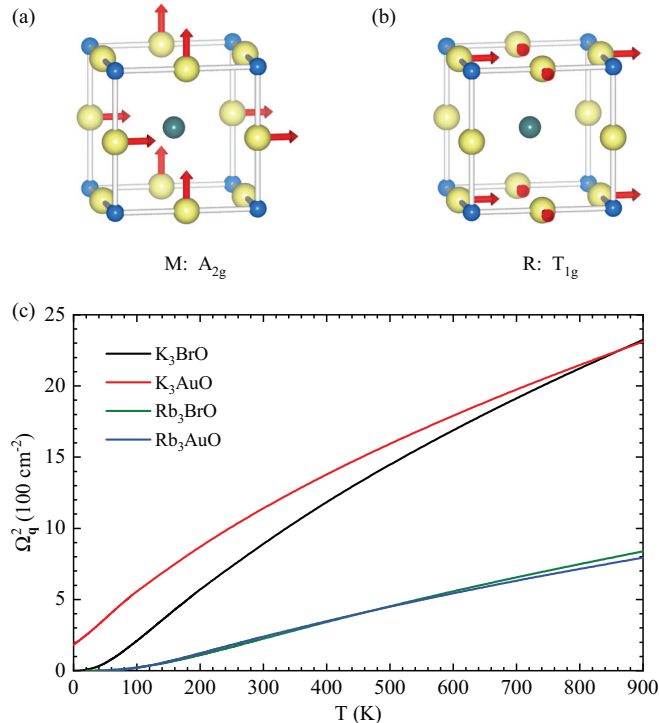 (a)
(b)
M: A₂g
R: T₁g
(c)
25
20
15
10
5
0
Ω²q (100 cm⁻²)
K₃BrO
K₃AuO
Rb₃BrO
Rb₃AuO
0 100 200 300 400 500 600 700 800 900
T (K)